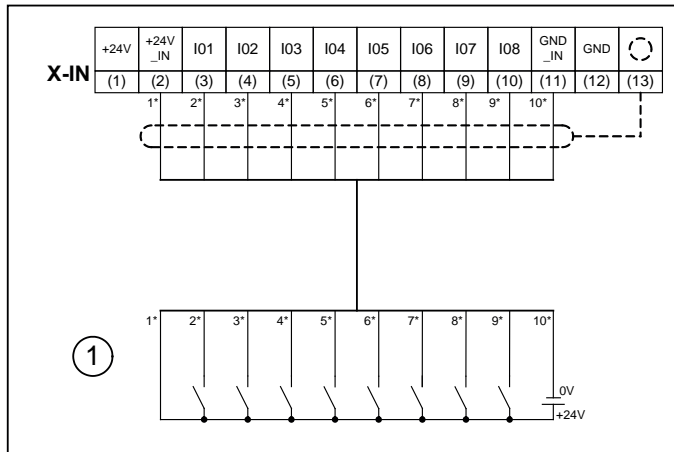 +24V +24V _IN I01 I02 I03 I04 I05 I06 I07 I08 GND _IN GND
X-IN (1) (2) (3) (4) (5) (6) (7) (8) (9) (10) (11) (12) (13)
1* 2* 3* 4* 5* 6* 7* 8* 9* 10*
1* 2* 3* 4* 5* 6* 7* 8* 9* 10*
1
0V
+24V